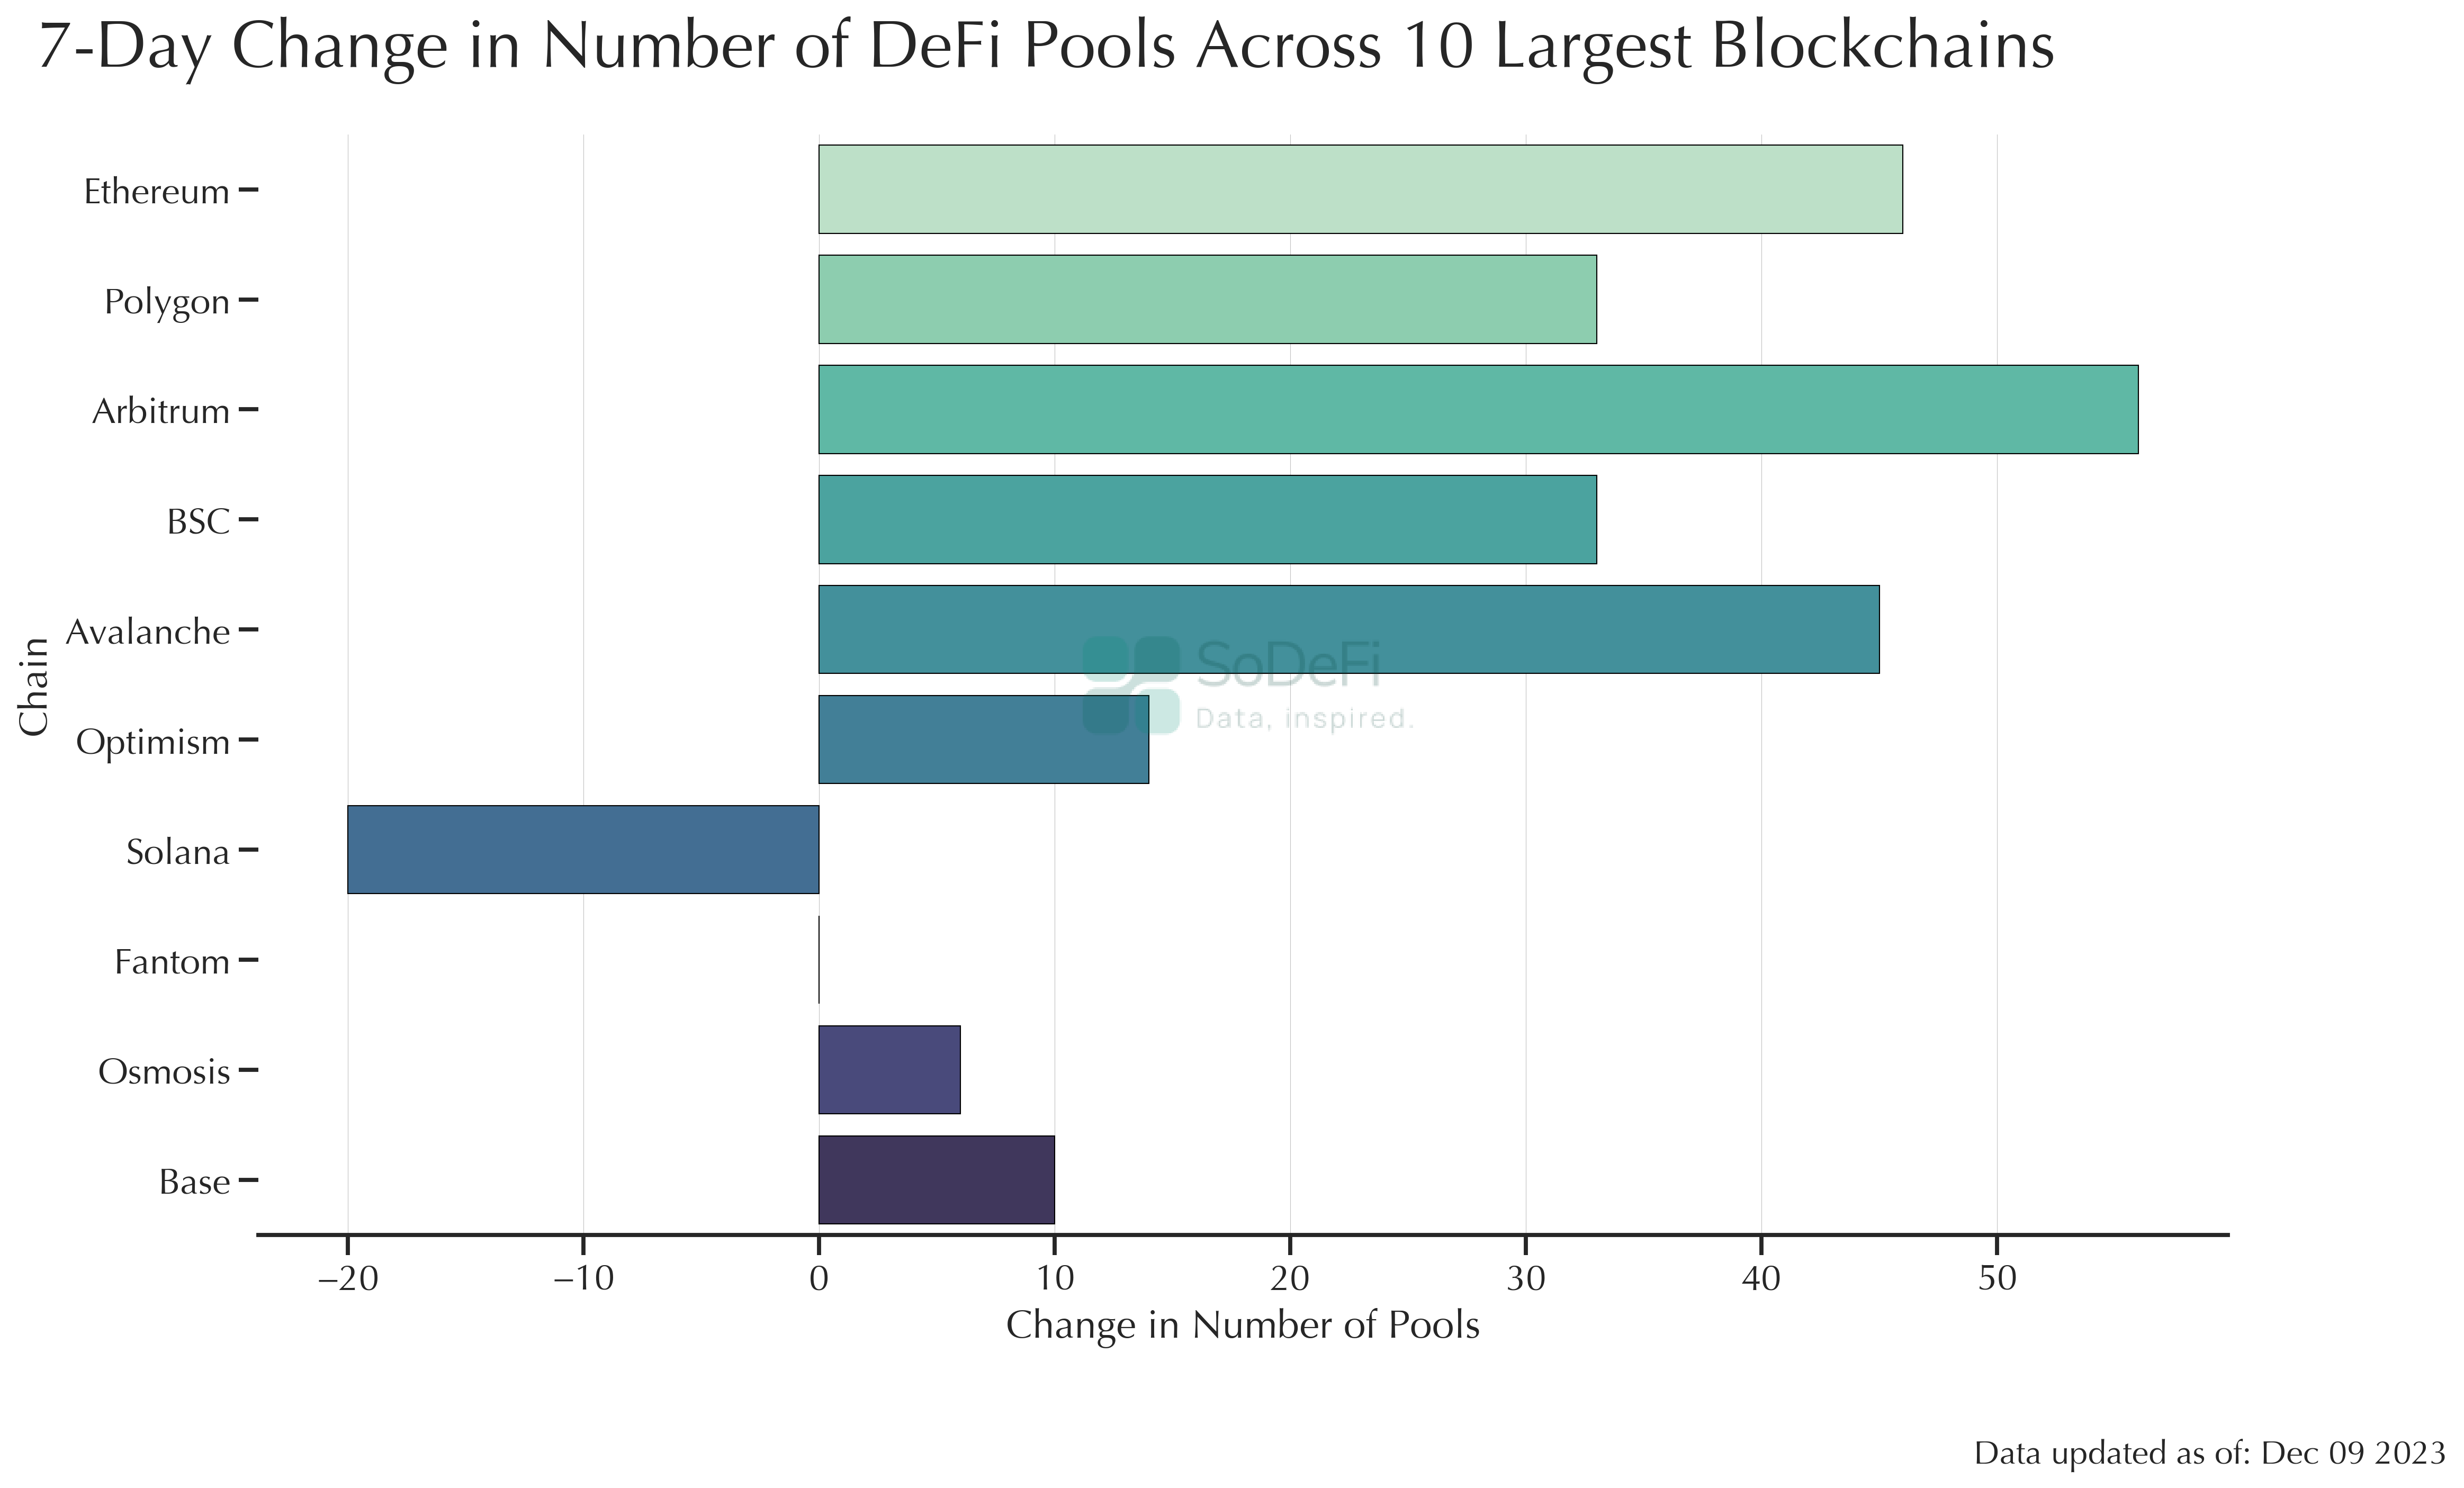 7-Day Change in Number of DeFi Pools Across 10 Largest Blockchains
Ethereum
Polygon
Arbitrum
BSC
Avalanche
Optimism
Solana
Fantom
Osmosis
Base
Chain
SoDeFi
Data, inspired.
–20 –10 0 10 20 30 40 50
Change in Number of Pools
Data updated as of: Dec 09 2023